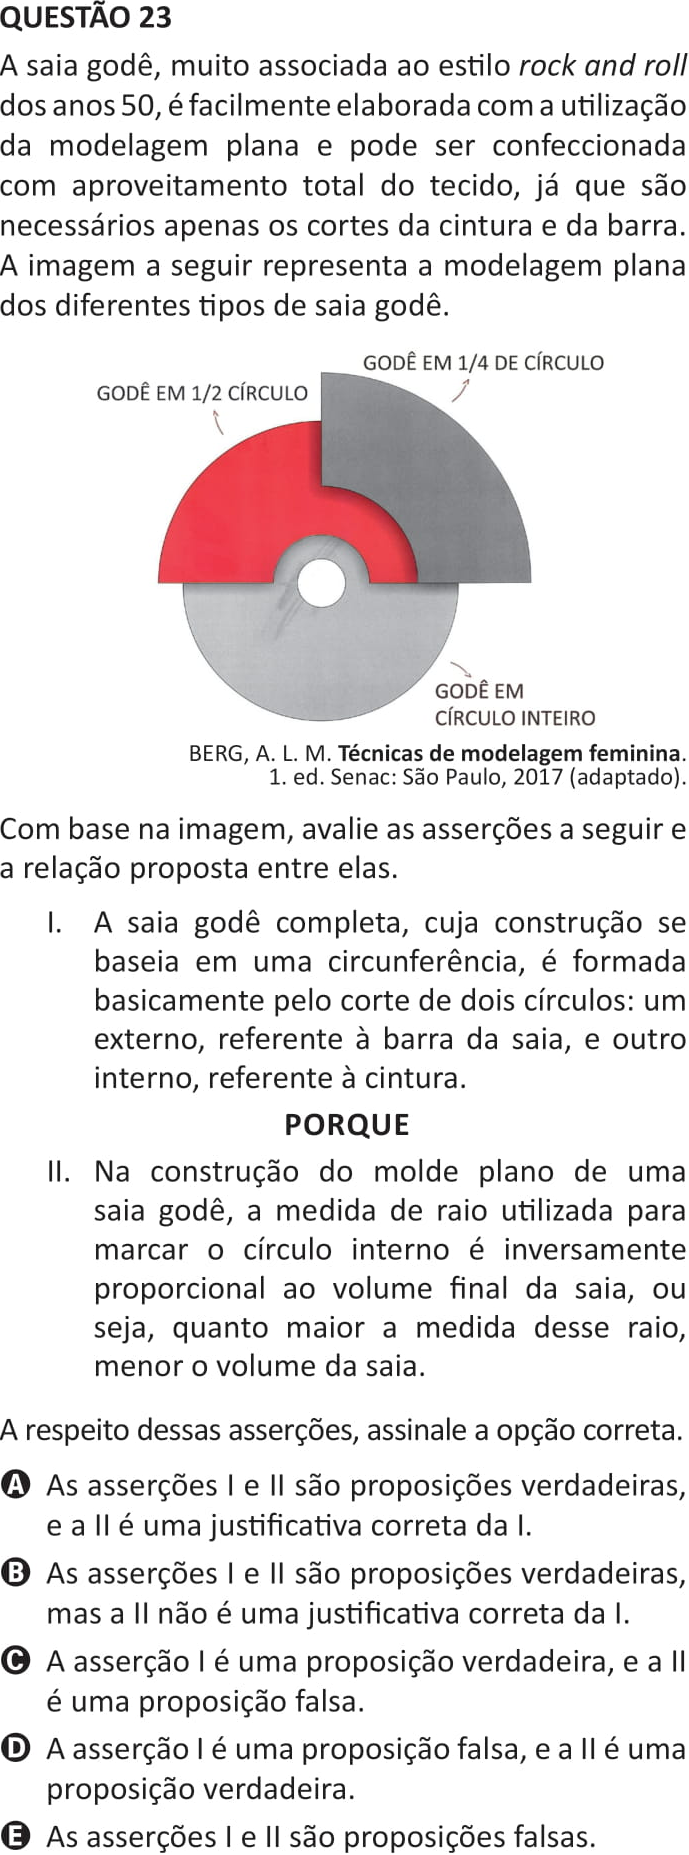 QUESTÃO 23
A saia godê, muito associada ao estilo rock and roll
dos anos 50, é facilmente elaborada com a utilização
da modelagem plana e pode ser confeccionada
com aproveitamento total do tecido, já que são
necessários apenas os cortes da cintura e da barra.
A imagem a seguir representa a modelagem plana
dos diferentes tipos de saia godê.
GODÊ EM 1/4 DE CÍRCULO
GODÊ EM 1/2 CÍRCULO
GODÊ EM
CÍRCULO INTEIRO
BERG, A. L. M. Técnicas de modelagem feminina.
1. ed. Senac: São Paulo, 2017 (adaptado).
Com base na imagem, avalie as asserções a seguir e
a relação proposta entre elas.
I. A saia godê completa, cuja construção se
baseia em uma circunferência, é formada
basicamente pelo corte de dois círculos: um
externo, referente à barra da saia, e outro
interno, referente à cintura.
PORQUE
II. Na construção do molde plano de uma
saia godê, a medida de raio utilizada para
marcar o círculo interno é inversamente
proporcional ao volume final da saia, ou
seja, quanto maior a medida desse raio,
menor o volume da saia.
A respeito dessas asserções, assinale a opção correta.
A As asserções I e II são proposições verdadeiras,
e a II é uma justificativa correta da I.
B As asserções I e II são proposições verdadeiras,
mas a II não é uma justificativa correta da I.
C A asserção I é uma proposição verdadeira, e a II
é uma proposição falsa.
D A asserção I é uma proposição falsa, e a II é uma
proposição verdadeira.
E As asserções I e II são proposições falsas.